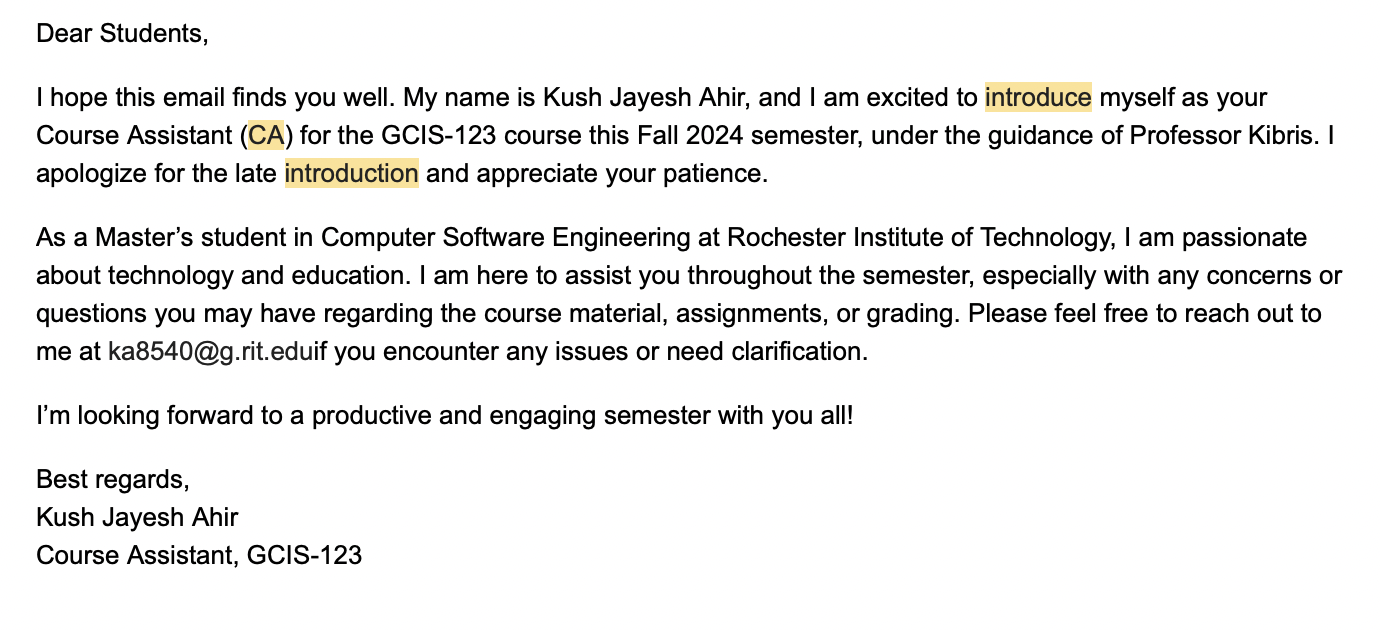 Dear Students,
I hope this email finds you well. My name is Kush Jayesh Ahir, and I am excited to introduce myself as your
Course Assistant (CA) for the GCIS-123 course this Fall 2024 semester, under the guidance of Professor Kibris. I
apologize for the late introduction and appreciate your patience.
As a Master’s student in Computer Software Engineering at Rochester Institute of Technology, I am passionate
about technology and education. I am here to assist you throughout the semester, especially with any concerns or
questions you may have regarding the course material, assignments, or grading. Please feel free to reach out to
me at ka8540@g.rit.eduif you encounter any issues or need clarification.
I’m looking forward to a productive and engaging semester with you all!
Best regards,
Kush Jayesh Ahir
Course Assistant, GCIS-123